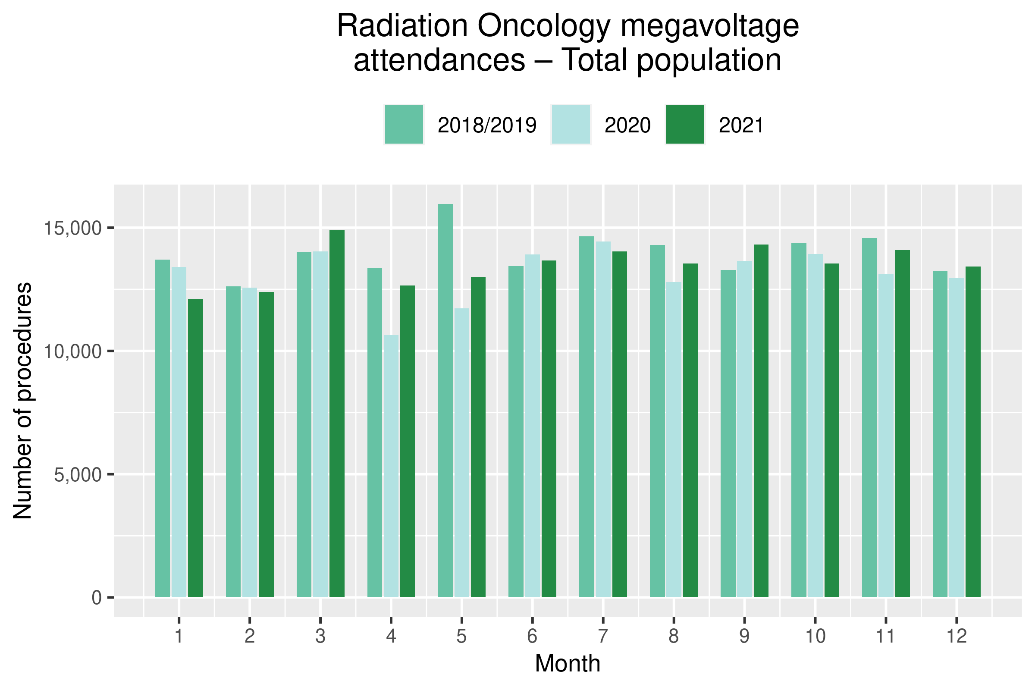 Radiation Oncology megavoltage
attendances – Total population
2018/2019 2020 2021
Number of procedures
15,000
10,000
5,000
0
1 2 3 4 5 6 7 8 9 10 11 12
Month